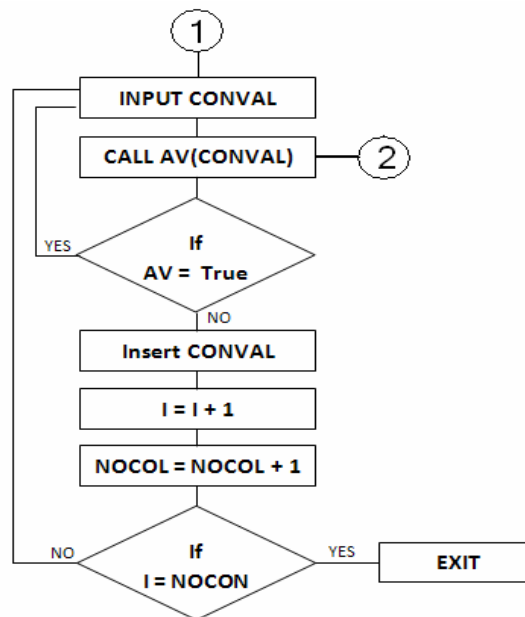 1
INPUT CONVAL
CALL AV(CONVAL)
2
YES
If
AV = True
NO
Insert CONVAL
I = I + 1
NOCOL = NOCOL + 1
NO
If
I = NOCON
YES
EXIT